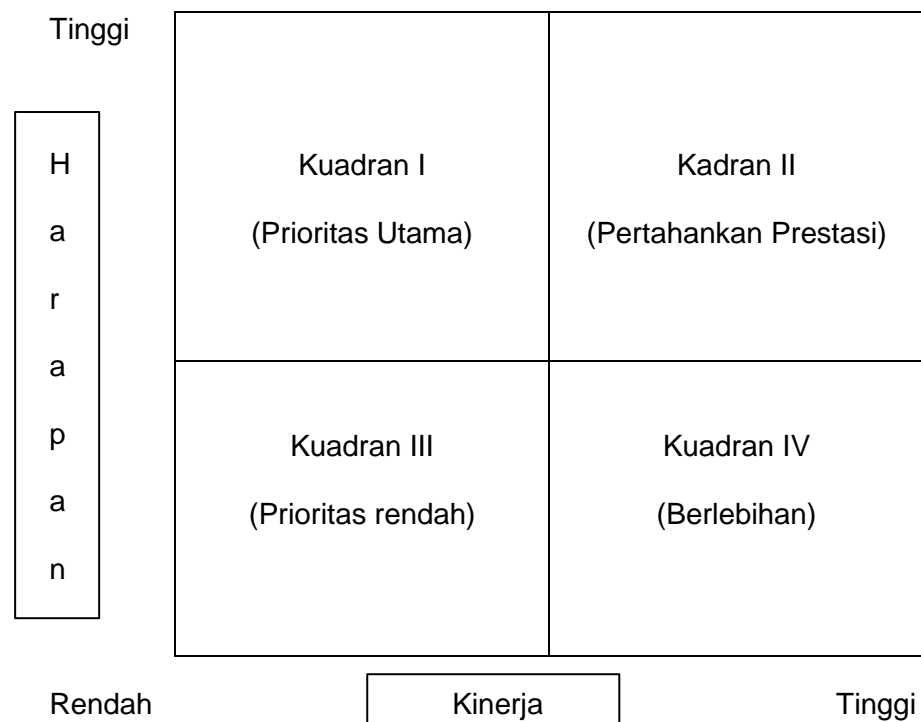 Tinggi
H
a
r
a
p
a
n
Kuadran I
(Prioritas Utama)
Kadran II
(Pertahankan Prestasi)
Kuadran III
(Prioritas rendah)
Kuadran IV
(Berlebihan)
Rendah
Kinerja
Tinggi